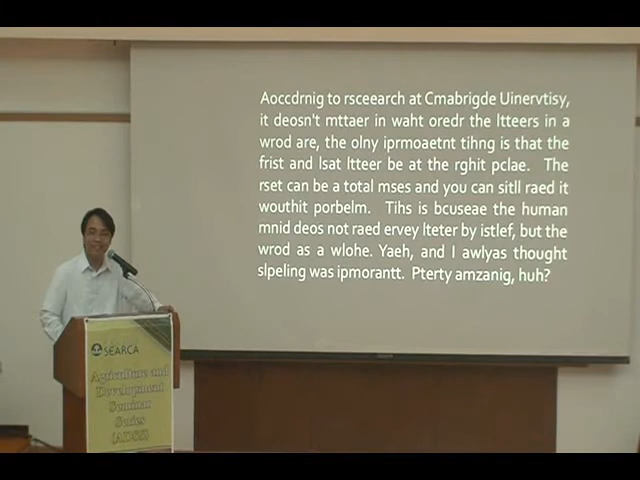 Aoccdrnig to rsceearch at Cmabrigde Uinervtisy,
it deosn't mttaer in waht oredr the ltteers in a
wrod are, the olny iprmoaetnt tihng is that the
frist and lsat ltteer be at the rghit pclae. The
rset can be a total mses and you can sitll raed it
wouthit porbelm. Tihs is bcuseae the human
mnid deos not raed ervey lteter by istlef, but the
wrod as a wlohe. Yaeh, and I awlyas thought
slpeling was ipmorantt. Pterty amzanig, huh?
SEARCA
Agriculture and
Development
Seminar
Series
(ADSS)